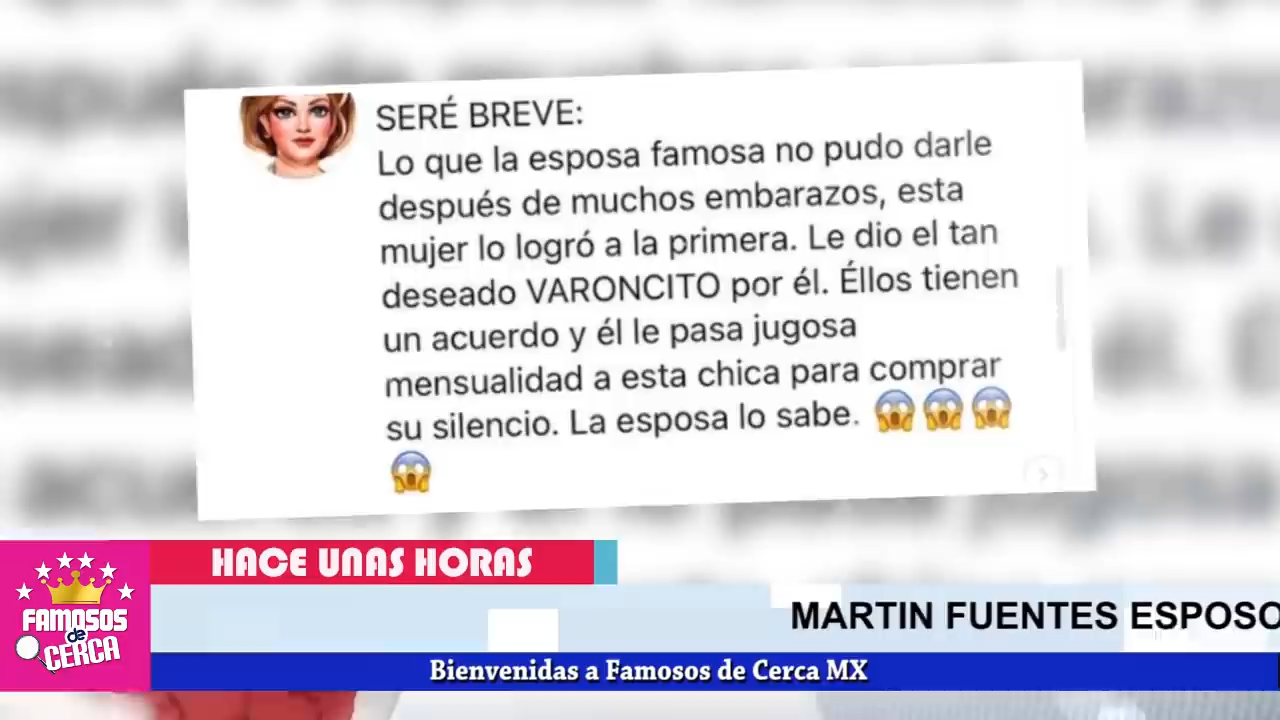 SERÉ BREVE:
Lo que la esposa famosa no pudo darle
después de muchos embarazos, esta
mujer lo logró a la primera. Le dio el tan
deseado VARONCITO por él. Éllos tienen
un acuerdo y él le pasa jugosa
mensualidad a esta chica para comprar
su silencio. La esposa lo sabe. 😱😱😱
😱
HACE UNAS HORAS
MARTIN FUENTES ESPOSO
FAMOSOS
de
CERCA
Bienvenidas a Famosos de Cerca MX